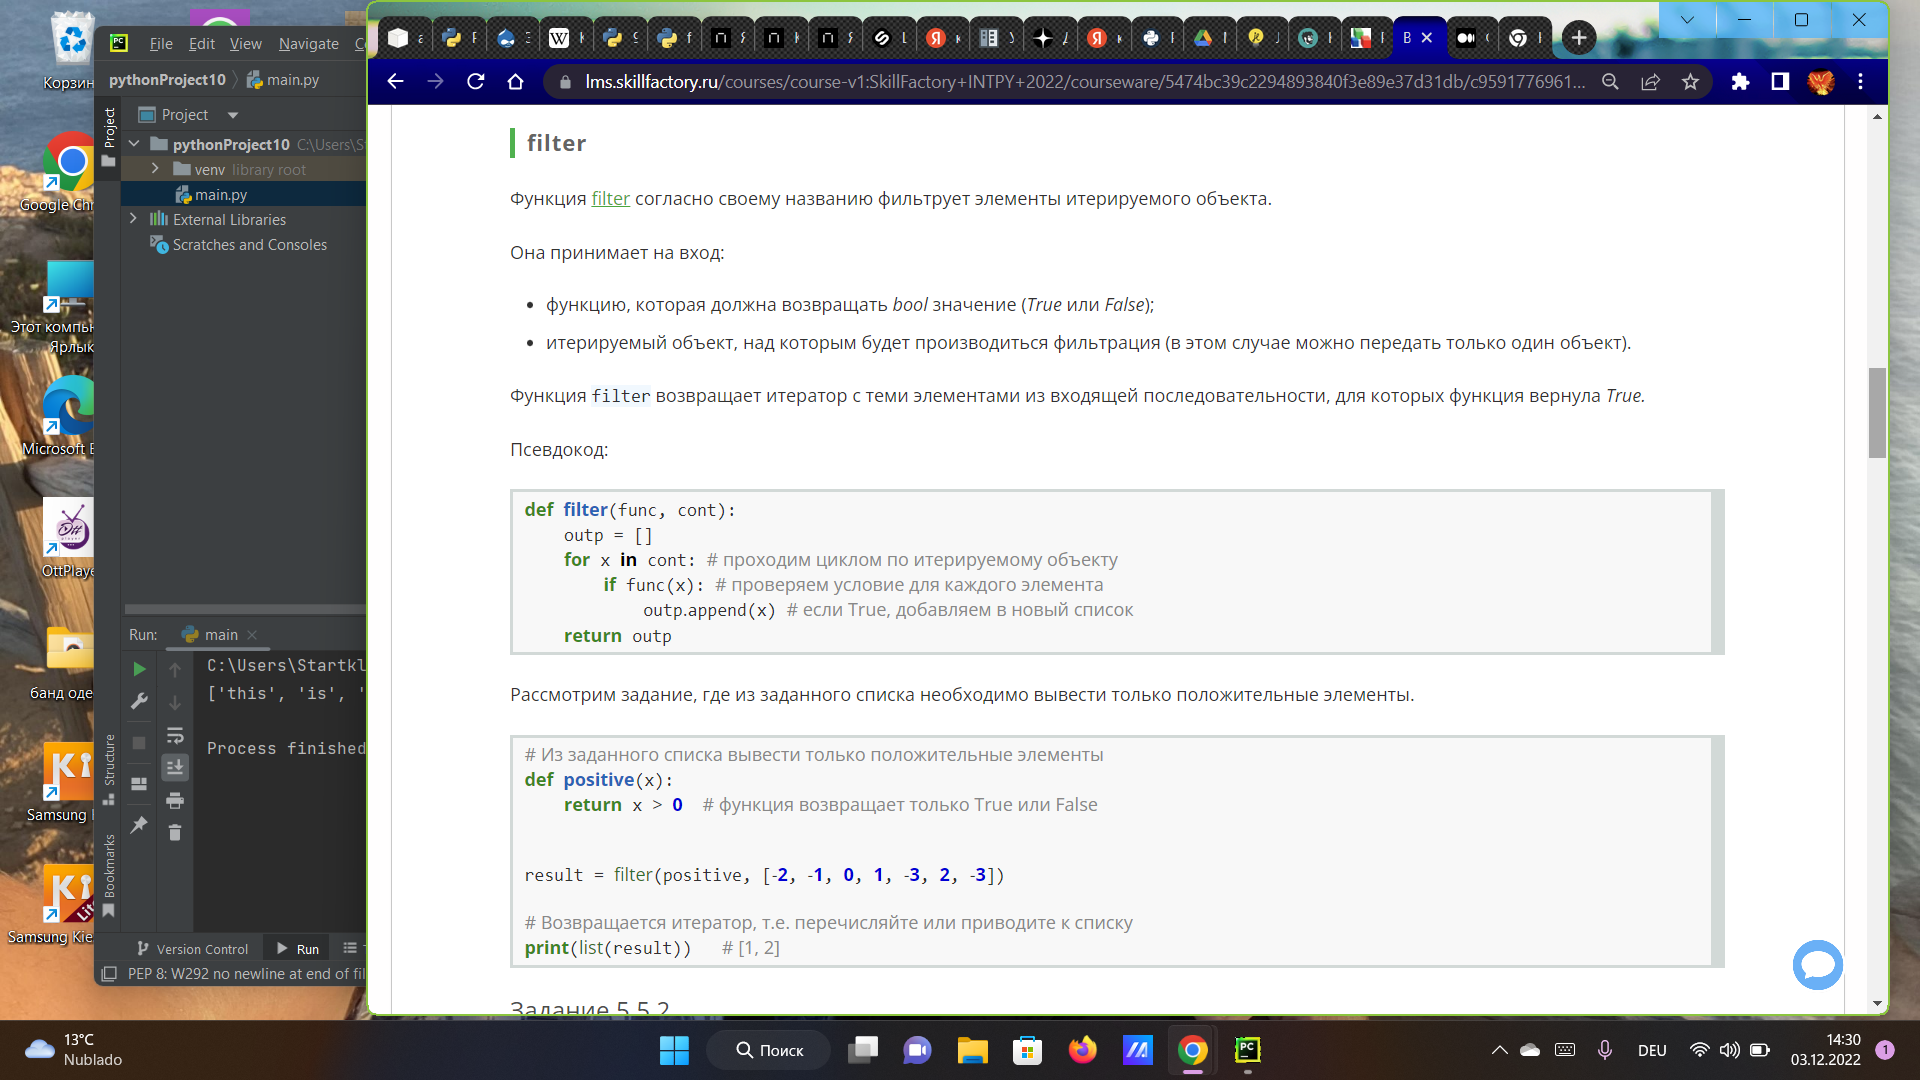 Корзин
Google Ch
Этот компь
Ярлык
Microsoft E
OttPlaye
банд оде
Samsung
Samsung Kie
File Edit View Navigate
pythonProject10 main.py
Project
Project
pythonProject10 C:\Users\St
venv library root
main.py
External Libraries
Scratches and Consoles
Run: main
C:\Users\Startkl
['this', 'is', '
Process finished
Structure
Bookmarks
Version Control Run
PEP 8: W292 no newline at end of fil
lms.skillfactory.ru/courses/course-v1:SkillFactory+INTPY+2022/courseware/5474bc39c2294893840f3e89e37d31db/c9591776961...
filter
Функция filter согласно своему названию фильтрует элементы итерируемого объекта.
Она принимает на вход:
• функцию, которая должна возвращать bool значение (True или False);
• итерируемый объект, над которым будет производиться фильтрация (в этом случае можно передать только один объект).
Функция filter возвращает итератор с теми элементами из входящей последовательности, для которых функция вернула True.
Псевдокод:
def filter(func, cont):
    outp = []
    for x in cont: # проходим циклом по итерируемому объекту
        if func(x): # проверяем условие для каждого элемента
            outp.append(x) # если True, добавляем в новый список
    return outp
Рассмотрим задание, где из заданного списка необходимо вывести только положительные элементы.
# Из заданного списка вывести только положительные элементы
def positive(x):
    return x > 0  # функция возвращает только True или False
result = filter(positive, [-2, -1, 0, 1, -3, 2, -3])
# Возвращается итератор, т.е. перечисляйте или приводите к списку
print(list(result))   # [1, 2]
Задание 5.5.2
13°C
Nublado
Поиск
DEU
14:30
03.12.2022
1